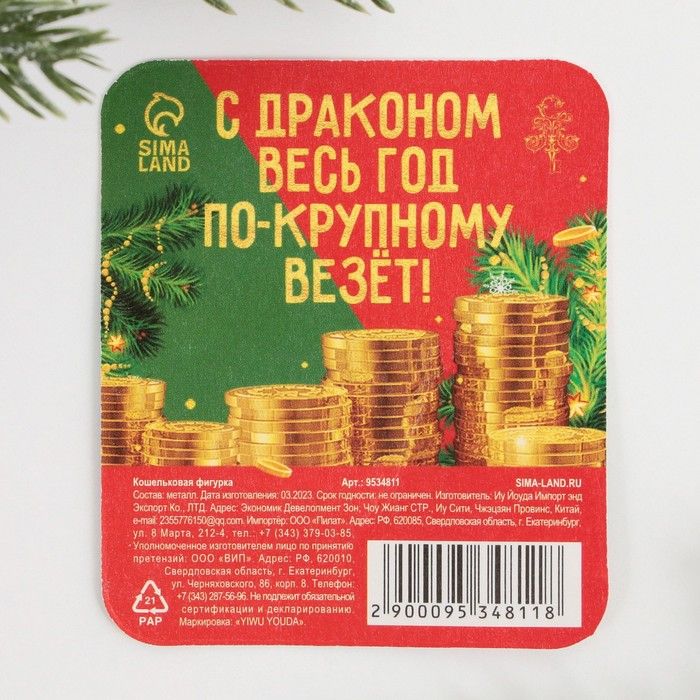 SIMA
LAND
С ДРАКОНОМ
ВЕСЬ ГОД
ПО-КРУПНОМУ
ВЕЗЁТ!
Кошельковая фигурка Арт.: 9534811 SIMA-LAND.RU
Состав: металл. Дата изготовления: 03.2023. Срок годности: не ограничен. Изготовитель: Иу Йоуда Импорт энд
Экспорт Ко., ЛТД. Адрес: Экономик Девелопмент Зон, Чоу Жианг СТР., Иу Сити, Чжэцзян Провинс, Китай,
e-mail: 2355776150@qq.com. Импортёр: ООО «Пилат». Адрес: РФ, 620085, Свердловская область, г. Екатеринбург,
ул. 8 Марта, 212-4, тел.: +7 (343) 379-03-85.
Уполномоченное изготовителем лицо по принятию
претензий: ООО «ВИП». Адрес: РФ, 620010,
Свердловская область, г. Екатеринбург,
ул. Черняховского, 86, корп. 8. Телефон:
+7 (343) 287-56-96. Не подлежит обязательной
сертификации и декларированию.
Маркировка: «YIWU YOUDA».
21
PAP
2 900095 348118